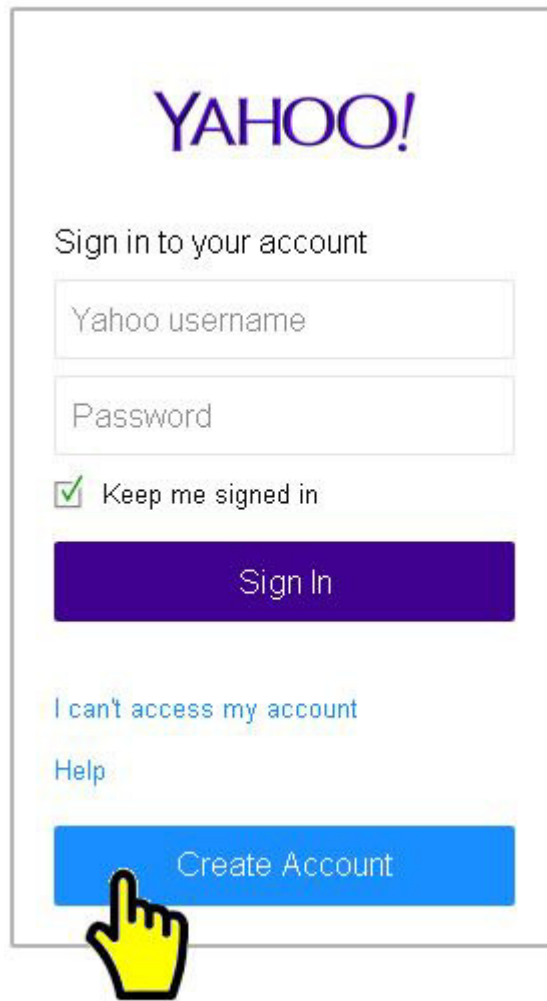 YAHOO!
Sign in to your account
Yahoo username
Password
Keep me signed in
Sign In
I can't access my account
Help
Create Account